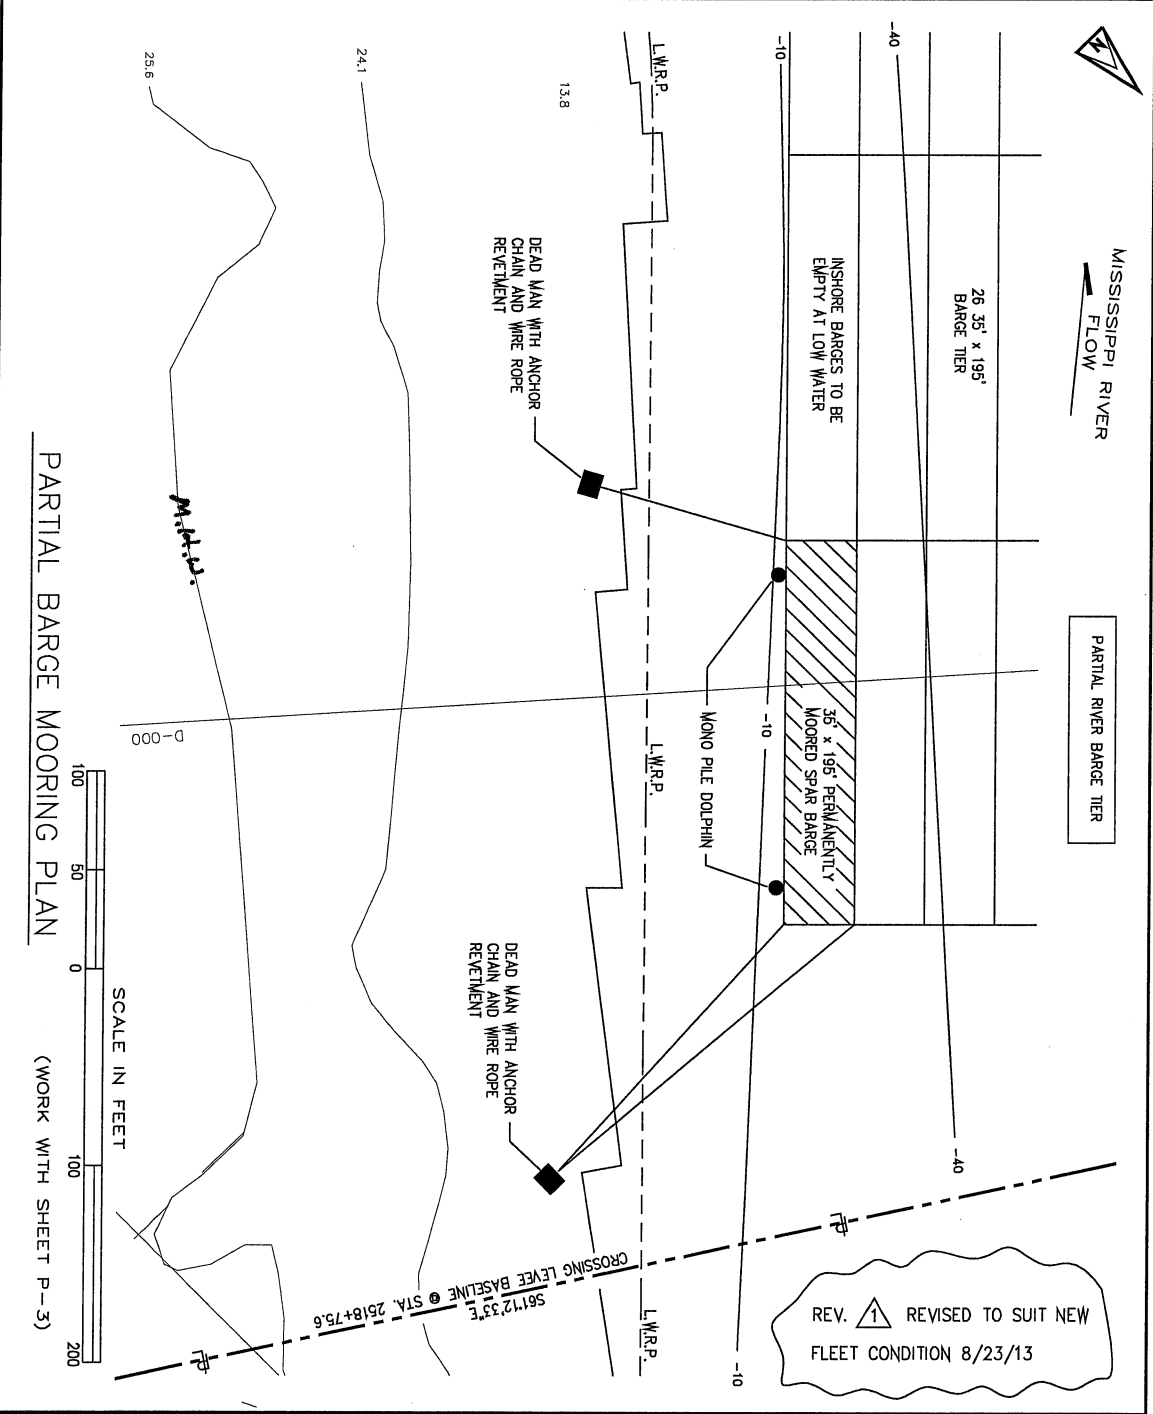 N
MISSISSIPPI RIVER
FLOW
PARTIAL RIVER BARGE TIER
REV. 1 REVISED TO SUIT NEW
FLEET CONDITION 8/23/13
26 35' x 195'
BARGE TIER
-40
-40
INSHORE BARGES TO BE
EMPTY AT LOW WATER
35' x 195' PERMANENTLY
MOORED SPAR BARGE
-10
-10
-10
MONO PILE DOLPHIN
L.W.R.P.
L.W.R.P.
L.W.R.P.
13.8
DEAD MAN WITH ANCHOR
CHAIN AND WIRE ROPE
REVETMENT
DEAD MAN WITH ANCHOR
CHAIN AND WIRE ROPE
REVETMENT
CROSSING LEVEE BASELINE @ STA. 2518+75.6
S61°12'33"E
24.1
25.6
M.H.W.
D-000
SCALE IN FEET
100 50 0 100 200
PARTIAL BARGE MOORING PLAN
(WORK WITH SHEET P-3)